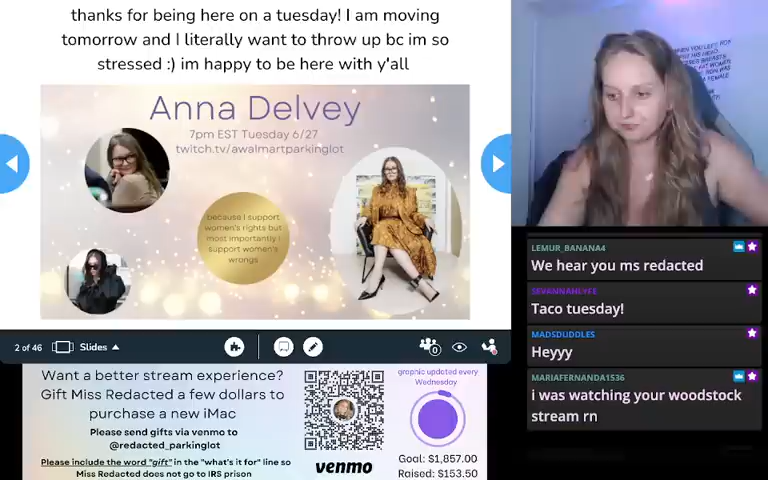 thanks for being here on a tuesday! I am moving
tomorrow and I literally want to throw up bc im so
stressed :) im happy to be here with y'all
Anna Delvey
7pm EST Tuesday 6/27
twitch.tv/awalmartparkinglot
because I support
women's rights but
most importantly I
support women's
wrongs
2 of 46
Slides
0
Want a better stream experience?
Gift Miss Redacted a few dollars to
purchase a new iMac
Please send gifts via venmo to
@redacted_parkinglot
Please include the word "gift" in the "what's it for" line so
Miss Redacted does not go to IRS prison
venmo
graphic updated every
Wednesday
Goal: $1,857.00
Raised: $153.50
LEMUR_BANANA4
We hear you ms redacted
SEVANNAHLYFE
Taco tuesday!
MADSDUDDLES
Heyyy
MARIAFERNANDA1536
i was watching your woodstock
stream rn